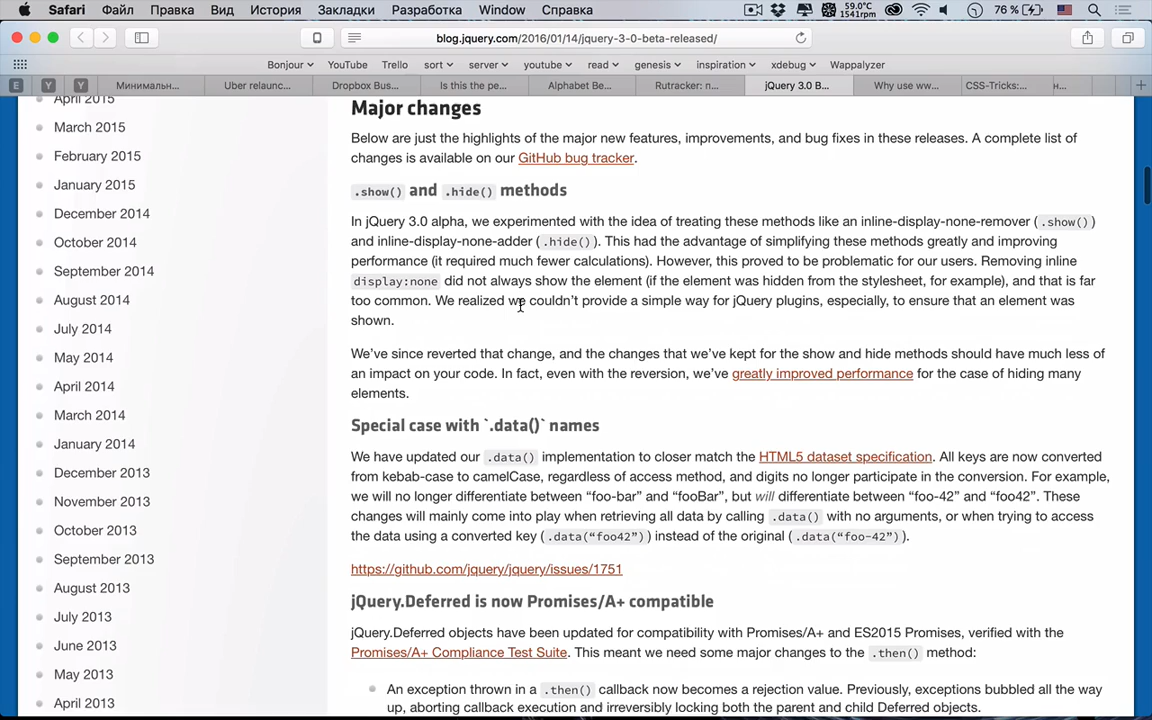 Safari Файл Правка Вид История Закладки Разработка Window Справка 59.0°C 1541rpm 76 %
blog.jquery.com/2016/01/14/jquery-3-0-beta-released/
Bonjour YouTube Trello sort server youtube read genesis inspiration xdebug Wappalyzer
E Y Y Минимальн... Uber relaunc... Dropbox Bus... Is this the pe... Alphabet Be... Rutracker: n... jQuery 3.0 B... Why use ww... CSS-Tricks:... н...
April 2015
March 2015
February 2015
January 2015
December 2014
October 2014
September 2014
August 2014
July 2014
May 2014
April 2014
March 2014
January 2014
December 2013
November 2013
October 2013
September 2013
August 2013
July 2013
June 2013
May 2013
April 2013
Major changes
Below are just the highlights of the major new features, improvements, and bug fixes in these releases. A complete list of
changes is available on our GitHub bug tracker.
.show() and .hide() methods
In jQuery 3.0 alpha, we experimented with the idea of treating these methods like an inline-display-none-remover (.show())
and inline-display-none-adder (.hide()). This had the advantage of simplifying these methods greatly and improving
performance (it required much fewer calculations). However, this proved to be problematic for our users. Removing inline
display:none did not always show the element (if the element was hidden from the stylesheet, for example), and that is far
too common. We realized we couldn’t provide a simple way for jQuery plugins, especially, to ensure that an element was
shown.
We’ve since reverted that change, and the changes that we’ve kept for the show and hide methods should have much less of
an impact on your code. In fact, even with the reversion, we’ve greatly improved performance for the case of hiding many
elements.
Special case with `.data()` names
We have updated our .data() implementation to closer match the HTML5 dataset specification. All keys are now converted
from kebab-case to camelCase, regardless of access method, and digits no longer participate in the conversion. For example,
we will no longer differentiate between “foo-bar” and “fooBar”, but will differentiate between “foo-42” and “foo42”. These
changes will mainly come into play when retrieving all data by calling .data() with no arguments, or when trying to access
the data using a converted key (.data(“foo42”)) instead of the original (.data(“foo-42”)).
https://github.com/jquery/jquery/issues/1751
jQuery.Deferred is now Promises/A+ compatible
jQuery.Deferred objects have been updated for compatibility with Promises/A+ and ES2015 Promises, verified with the
Promises/A+ Compliance Test Suite. This meant we need some major changes to the .then() method:
An exception thrown in a .then() callback now becomes a rejection value. Previously, exceptions bubbled all the way
up, aborting callback execution and irreversibly locking both the parent and child Deferred objects.